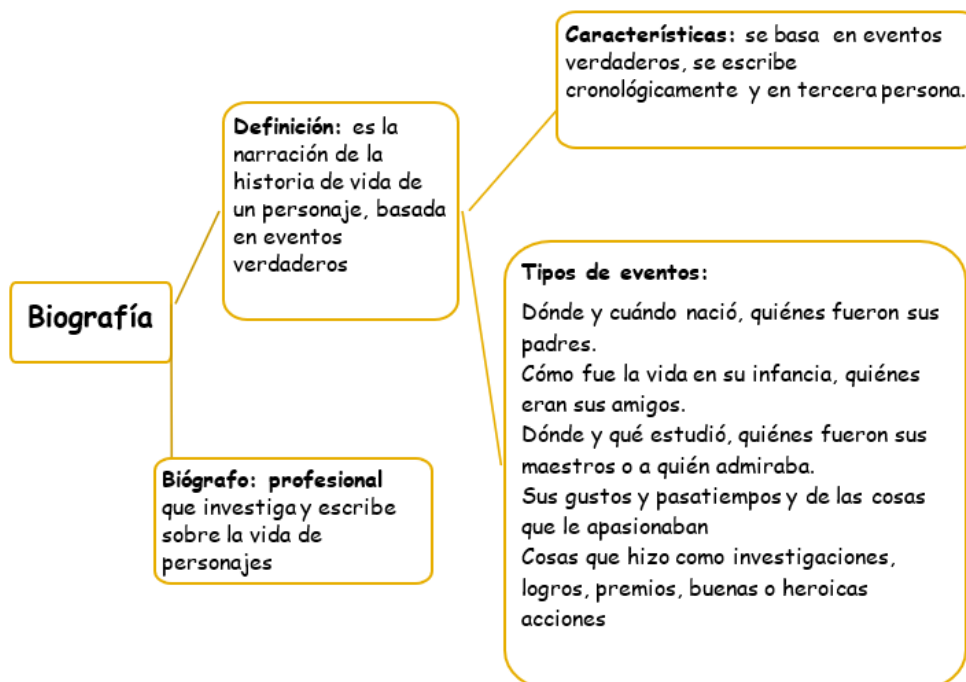 Biografía
Definición: es la
narración de la
historia de vida de
un personaje, basada
en eventos
verdaderos
Biógrafo: profesional
que investiga y escribe
sobre la vida de
personajes
Características: se basa en eventos
verdaderos, se escribe
cronológicamente y en tercera persona.
Tipos de eventos:
Dónde y cuándo nació, quiénes fueron sus
padres.
Cómo fue la vida en su infancia, quiénes
eran sus amigos.
Dónde y qué estudió, quiénes fueron sus
maestros o a quién admiraba.
Sus gustos y pasatiempos y de las cosas
que le apasionaban
Cosas que hizo como investigaciones,
logros, premios, buenas o heroicas
acciones